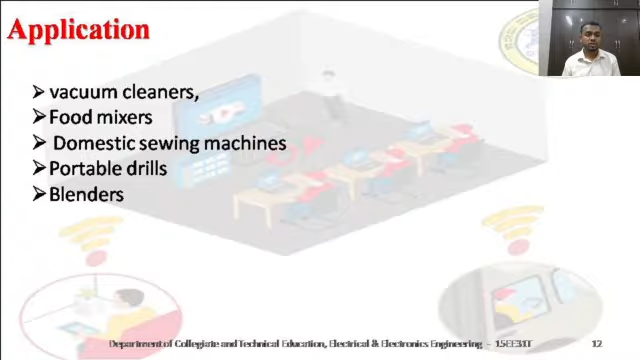 Application
➢ vacuum cleaners,
➢ Food mixers
➢ Domestic sewing machines
➢ Portable drills
➢ Blenders
Department of Collegiate and Technical Education, Electrical & Electronics Engineering - 15EE34T 12